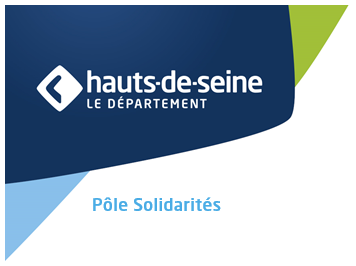 hauts-de-seine
LE DÉPARTEMENT
Pôle Solidarités